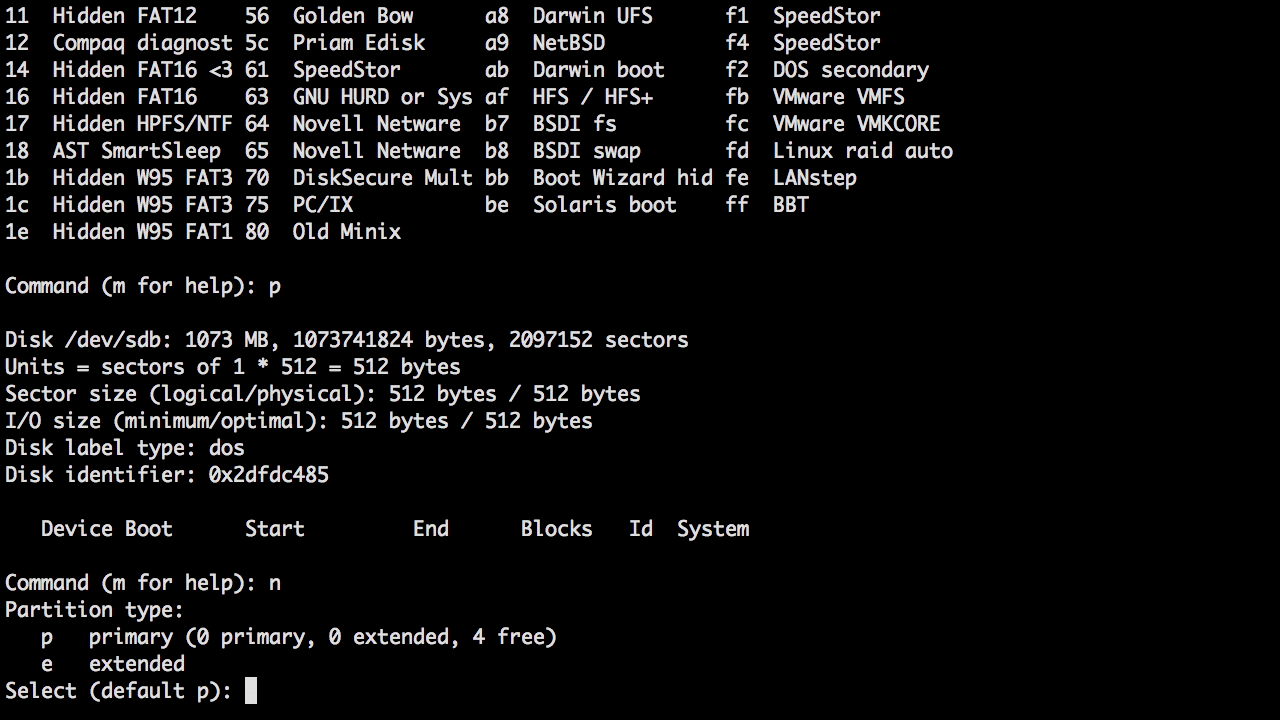 11  Hidden FAT12    56  Golden Bow      a8  Darwin UFS      f1  SpeedStor
12  Compaq diagnost 5c  Priam Edisk     a9  NetBSD          f4  SpeedStor
14  Hidden FAT16 <3 61  SpeedStor       ab  Darwin boot     f2  DOS secondary
16  Hidden FAT16    63  GNU HURD or Sys af  HFS / HFS+      fb  VMware VMFS
17  Hidden HPFS/NTF 64  Novell Netware  b7  BSDI fs         fc  VMware VMKCORE
18  AST SmartSleep  65  Novell Netware  b8  BSDI swap       fd  Linux raid auto
1b  Hidden W95 FAT3 70  DiskSecure Mult bb  Boot Wizard hid fe  LANstep
1c  Hidden W95 FAT3 75  PC/IX           be  Solaris boot    ff  BBT
1e  Hidden W95 FAT1 80  Old Minix
Command (m for help): p
Disk /dev/sdb: 1073 MB, 1073741824 bytes, 2097152 sectors
Units = sectors of 1 * 512 = 512 bytes
Sector size (logical/physical): 512 bytes / 512 bytes
I/O size (minimum/optimal): 512 bytes / 512 bytes
Disk label type: dos
Disk identifier: 0x2dfdc485
   Device Boot      Start         End      Blocks   Id  System
Command (m for help): n
Partition type:
   p   primary (0 primary, 0 extended, 4 free)
   e   extended
Select (default p):